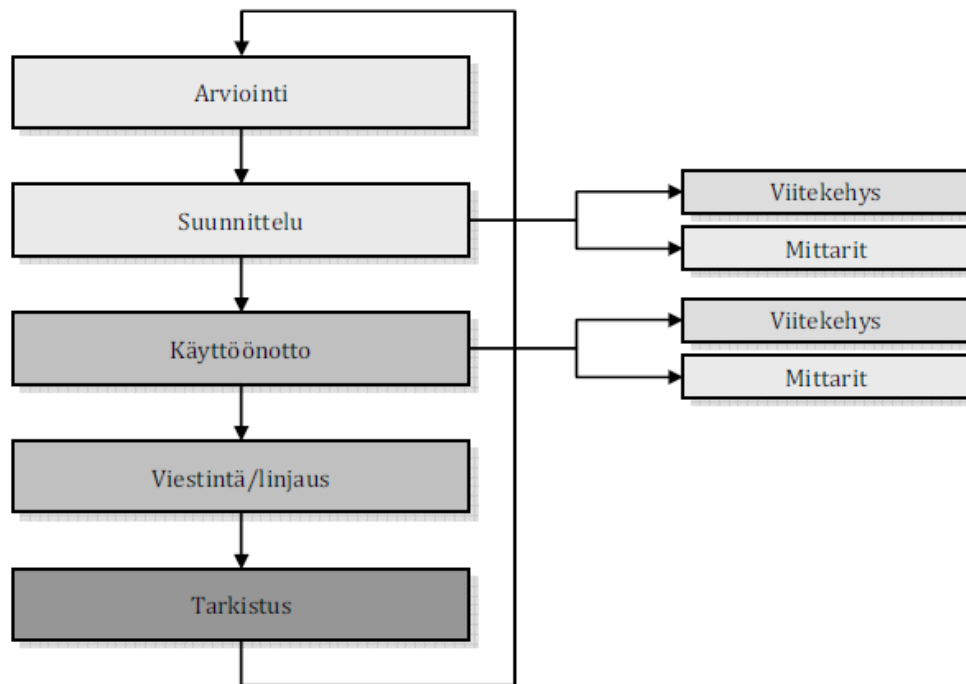 Arviointi
Suunnittelu
Viitekehys
Mittarit
Käyttöönotto
Viitekehys
Mittarit
Viestintä/linjaus
Tarkistus